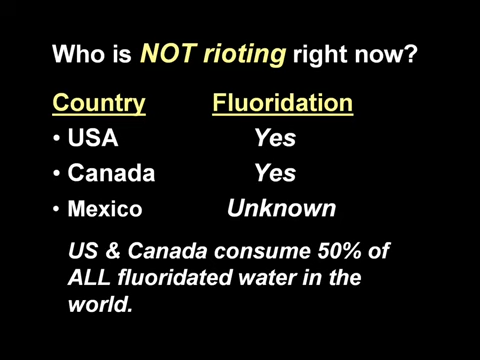 Who is NOT rioting right now?
Country Fluoridation
• USA Yes
• Canada Yes
• Mexico Unknown
US & Canada consume 50% of
ALL fluoridated water in the
world.